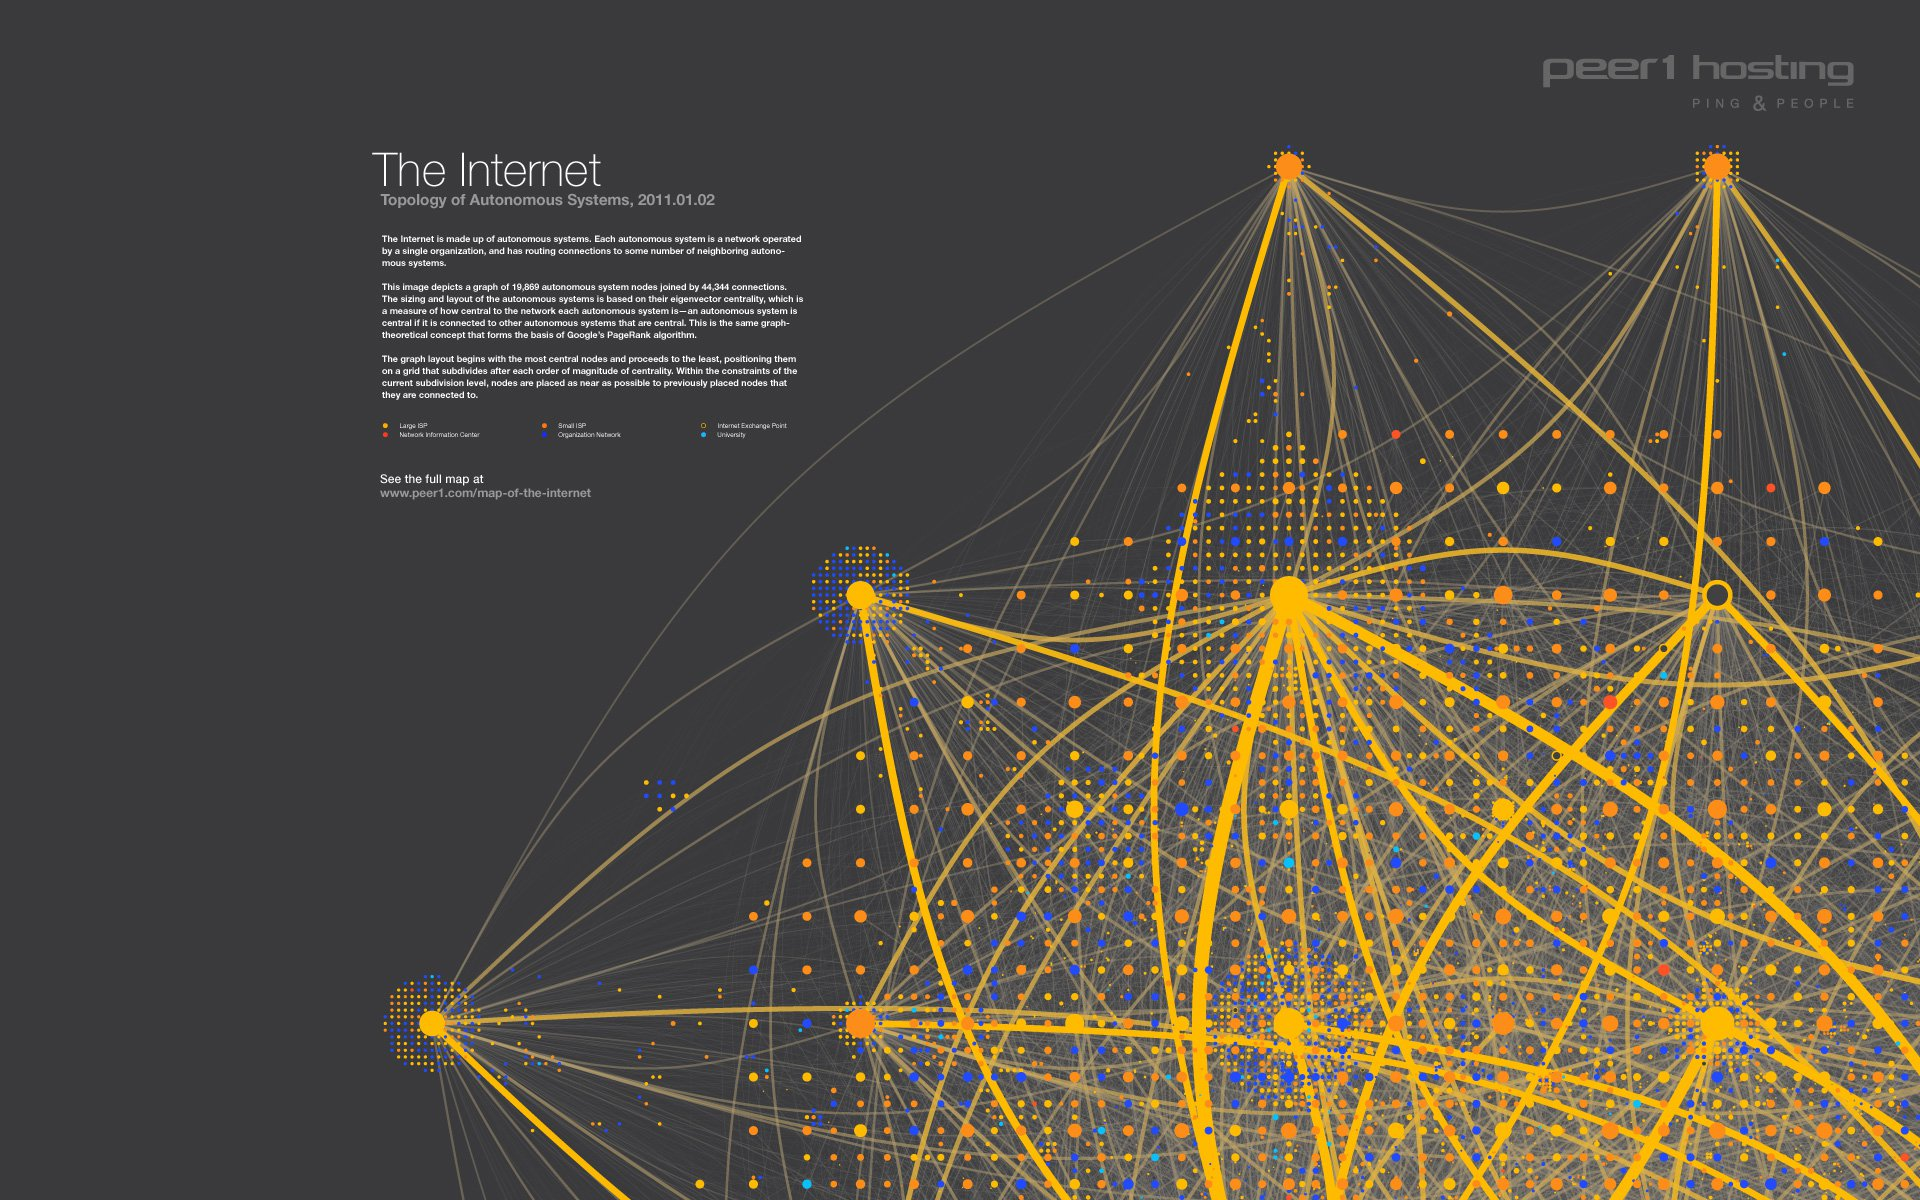 peer1 hosting
PING & PEOPLE
The Internet
Topology of Autonomous Systems, 2011.01.02
The Internet is made up of autonomous systems. Each autonomous system is a network operated
by a single organization, and has routing connections to some number of neighboring autono-
mous systems.
This image depicts a graph of 19,869 autonomous system nodes joined by 44,344 connections.
The sizing and layout of the autonomous systems is based on their eigenvector centrality, which is
a measure of how central to the network each autonomous system is—an autonomous system is
central if it is connected to other autonomous systems that are central. This is the same graph-
theoretical concept that forms the basis of Google's PageRank algorithm.
The graph layout begins with the most central nodes and proceeds to the least, positioning them
on a grid that subdivides after each order of magnitude of centrality. Within the constraints of the
current subdivision level, nodes are placed as near as possible to previously placed nodes that
they are connected to.
Large ISP Small ISP Internet Exchange Point
Network Information Center Organization Network University
See the full map at
www.peer1.com/map-of-the-internet